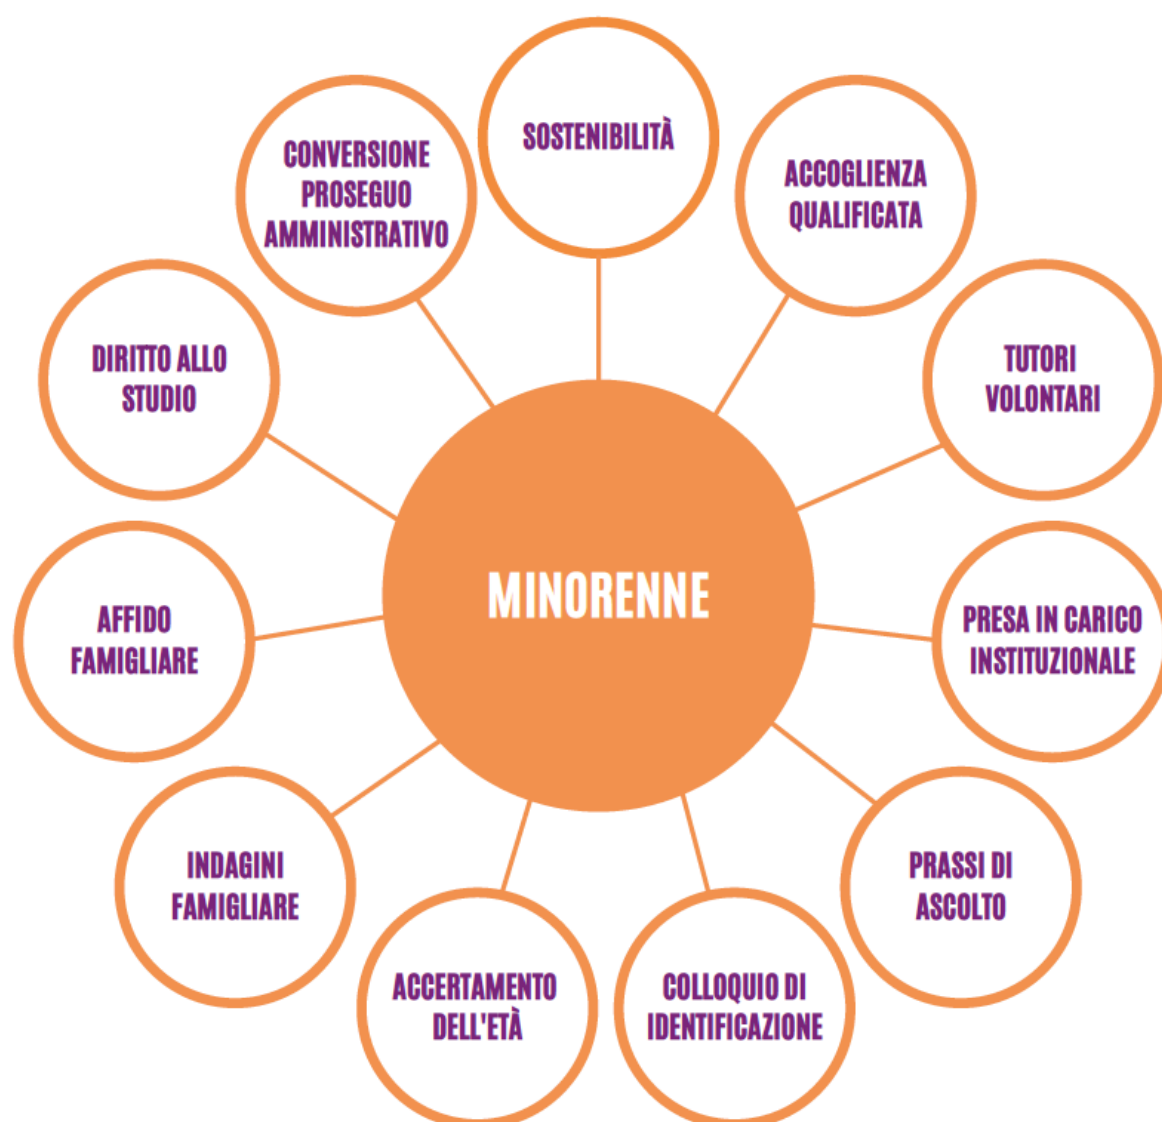 SOSTENIBILITÀ
ACCOGLIENZA
QUALIFICATA
TUTORI
VOLONTARI
PRESA IN CARICO
INSTITUZIONALE
PRASSI DI
ASCOLTO
COLLOQUIO DI
IDENTIFICAZIONE
ACCERTAMENTO
DELL'ETÀ
INDAGINI
FAMIGLIARE
AFFIDO
FAMIGLIARE
DIRITTO ALLO
STUDIO
CONVERSIONE
PROSEGUO
AMMINISTRATIVO
MINORENNE